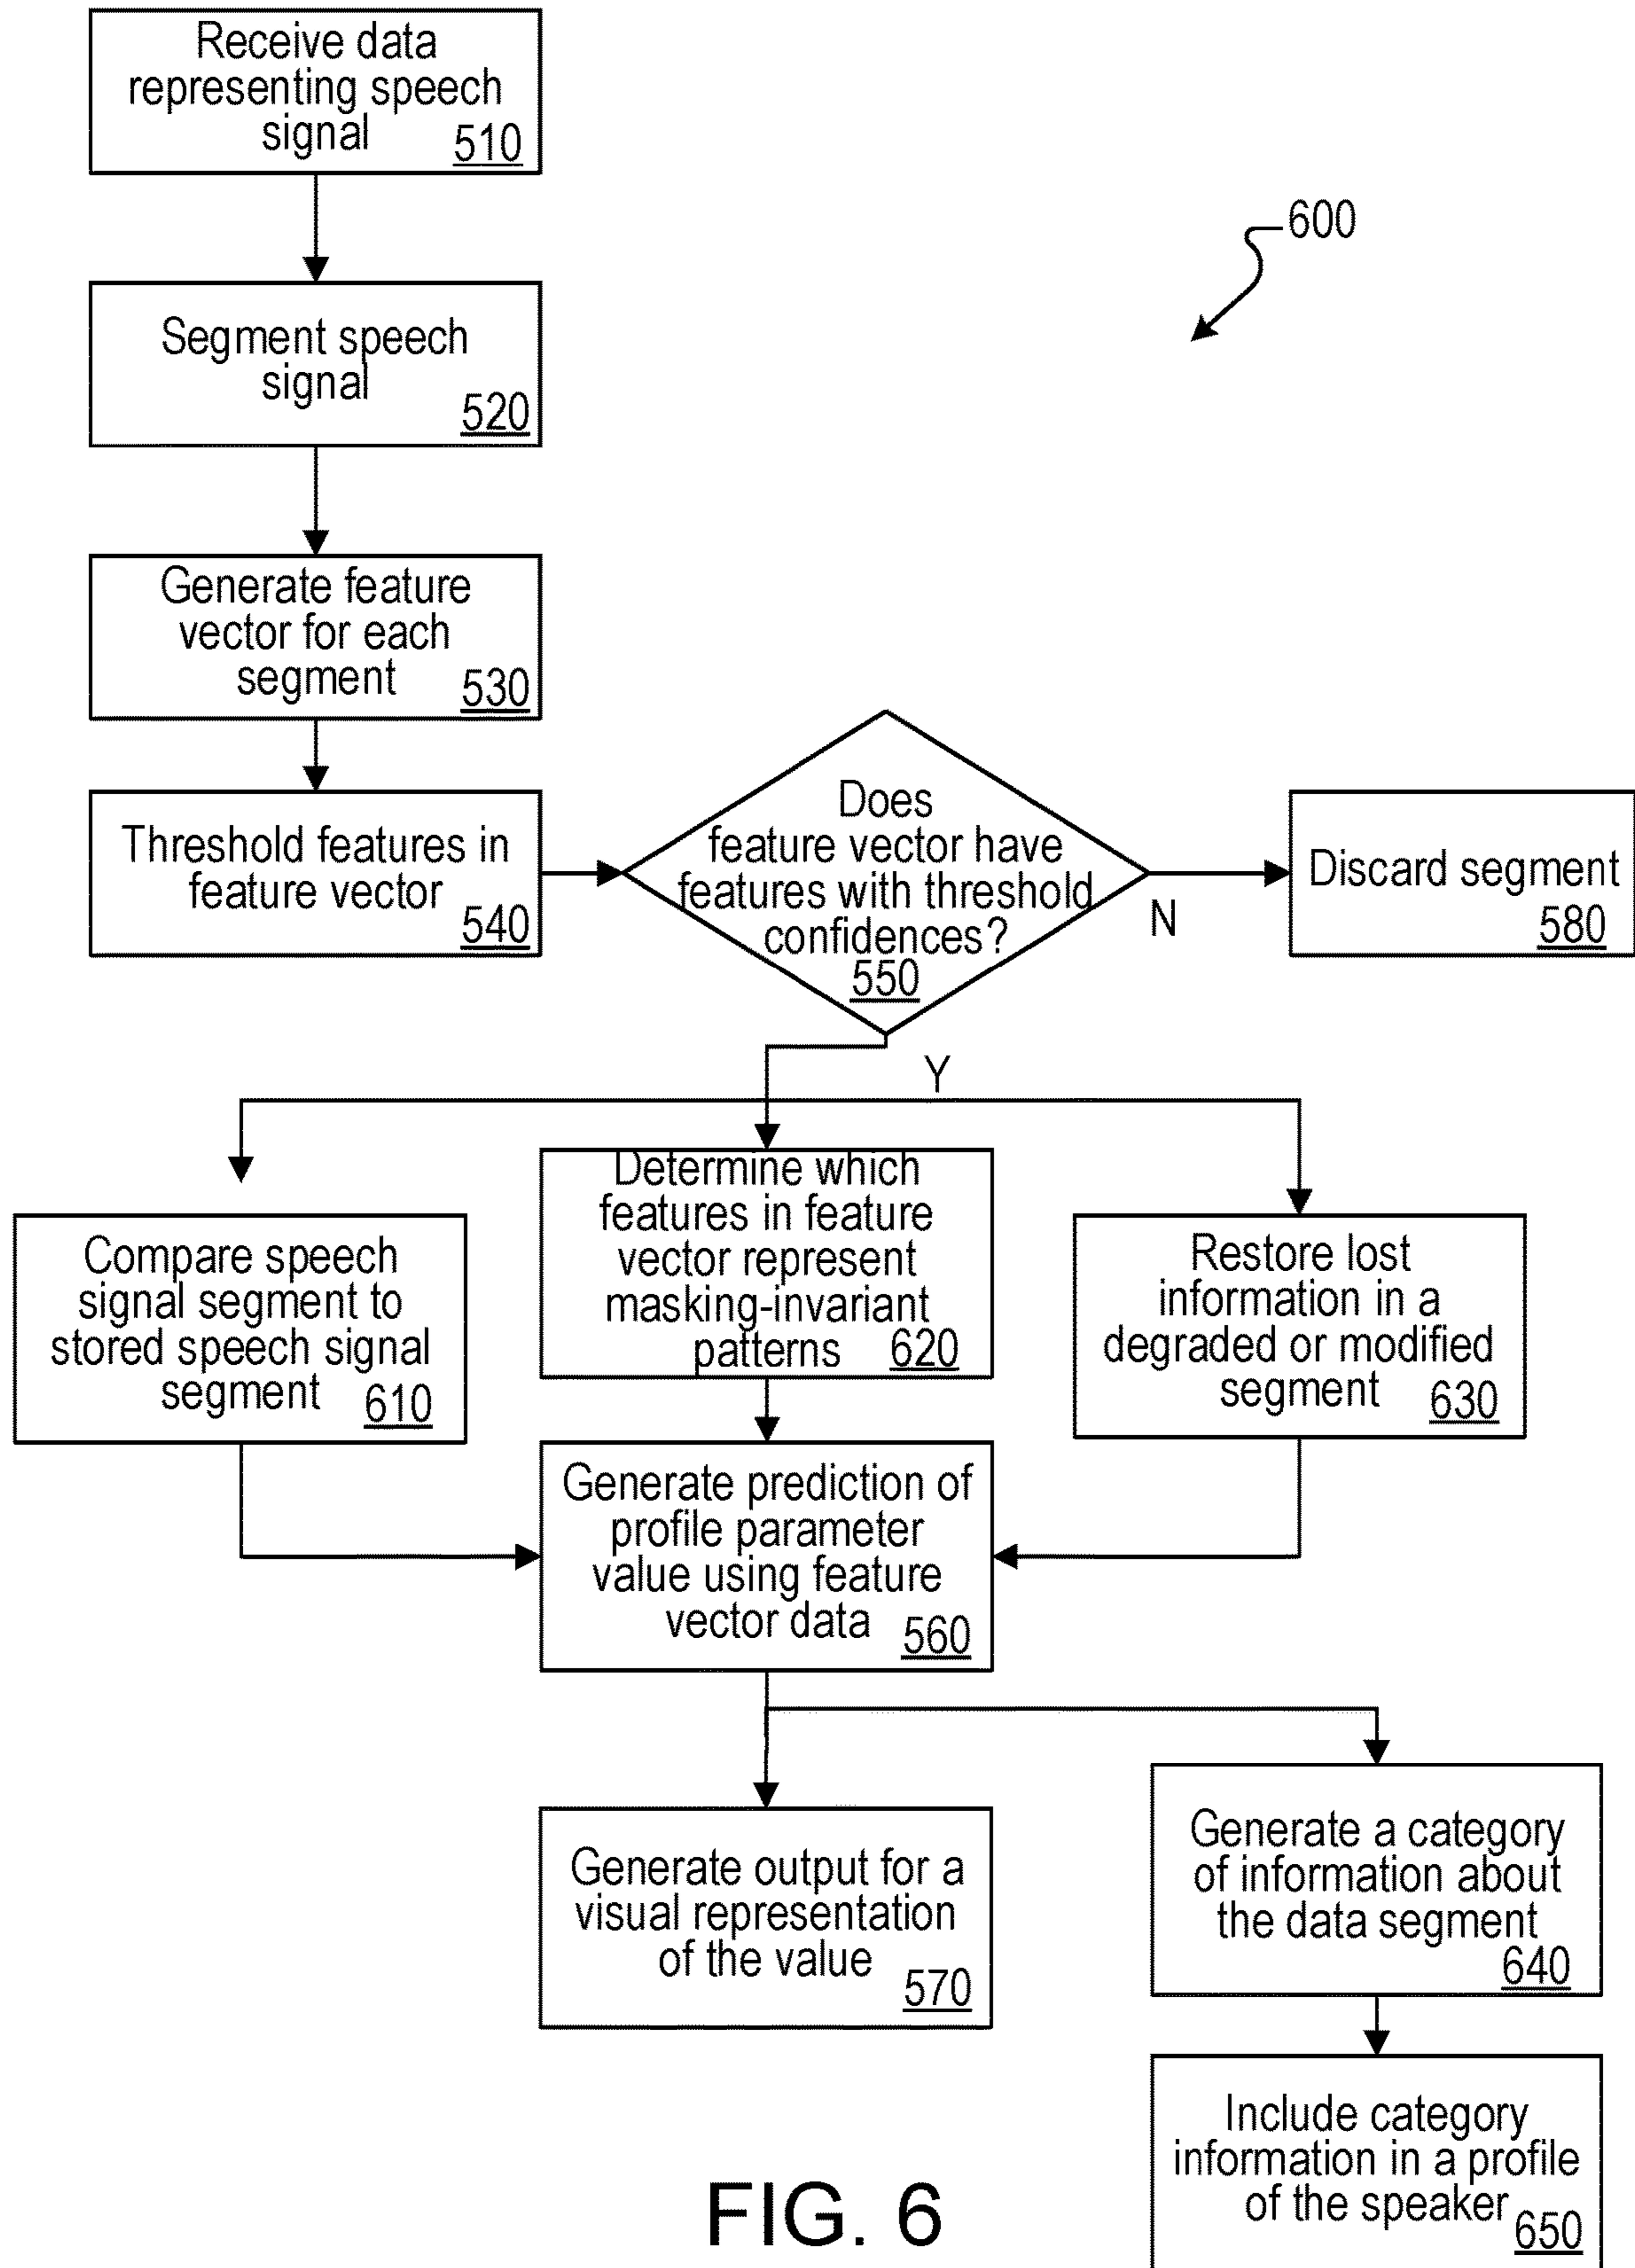 Receive data
representing speech
signal 510
600
Segment speech
signal
520
Generate feature
vector for each
segment 530
Threshold features in
feature vector
540
Does
feature vector have
features with threshold
confidences?
550
N
Discard segment
580
Y
Compare speech
signal segment to
stored speech signal
segment 610
Determine which
features in feature
vector represent
masking-invariant
patterns 620
Restore lost
information in a
degraded or modified
segment 630
Generate prediction of
profile parameter
value using feature
vector data 560
Generate output for a
visual representation
of the value
570
Generate a category
of information about
the data segment
640
Include category
information in a profile
of the speaker
650
FIG. 6